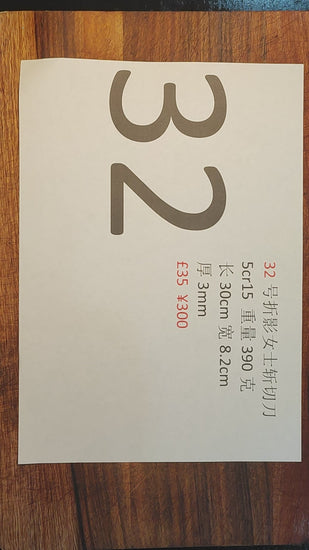 32
32 号折影女士斩切刀
5cr15 重量 390 克
长 30cm 宽 8.2cm
厚 3mm
£35 ¥300